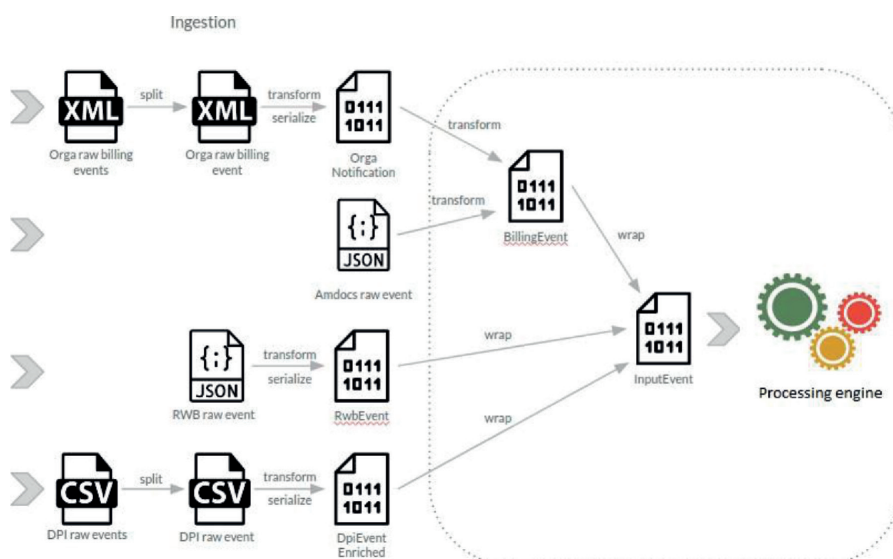 Ingestion
XML
split
XML
transform
serialize
0111
1011
Orga raw billing
events
Orga raw billing
event
Orga
Notification
transform
{;}
JSON
Amdocs raw event
transform
0111
1011
BillingEvent
wrap
{;}
JSON
RWB raw event
transform
serialize
0111
1011
RwbEvent
wrap
0111
1011
InputEvent
Processing engine
wrap
CSV
split
CSV
transform
serialize
0111
1011
DPI raw events
DPI raw event
DpiEvent
Enriched